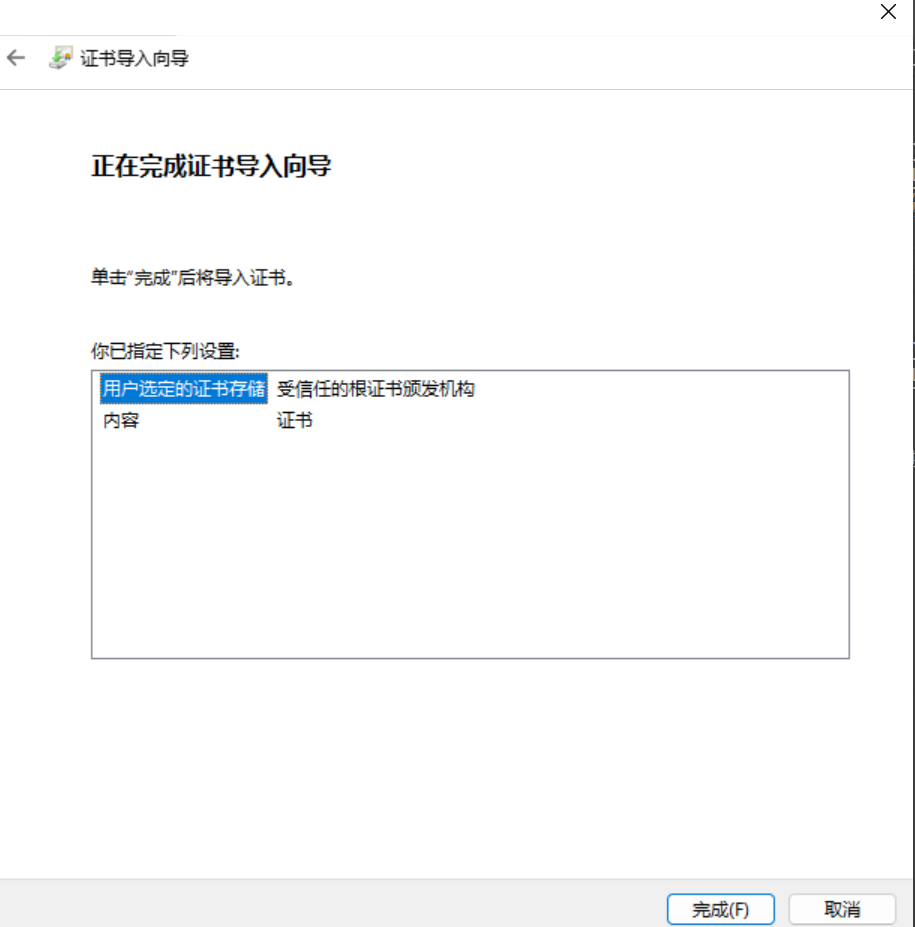 证书导入向导
正在完成证书导入向导
单击“完成”后将导入证书。
你已指定下列设置:
用户选定的证书存储 受信任的根证书颁发机构
内容 证书
完成(F) 取消